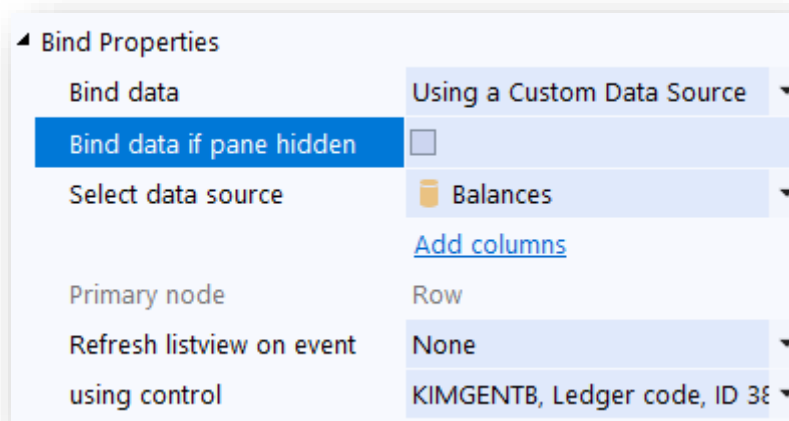 Bind Properties
Bind data Using a Custom Data Source
Bind data if pane hidden
Select data source Balances
Add columns
Primary node Row
Refresh listview on event None
using control KIMGENTB, Ledger code, ID 38